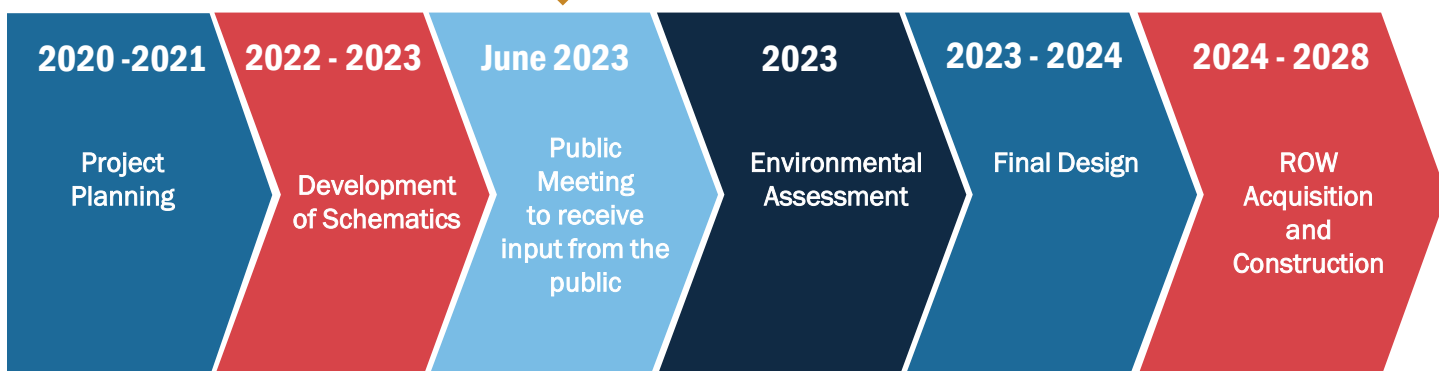 2020 -2021
Project
Planning
2022 - 2023
Development
of Schematics
June 2023
Public
Meeting
to receive
input from the
public
2023
Environmental
Assessment
2023 - 2024
Final Design
2024 - 2028
ROW
Acquisition
and
Construction